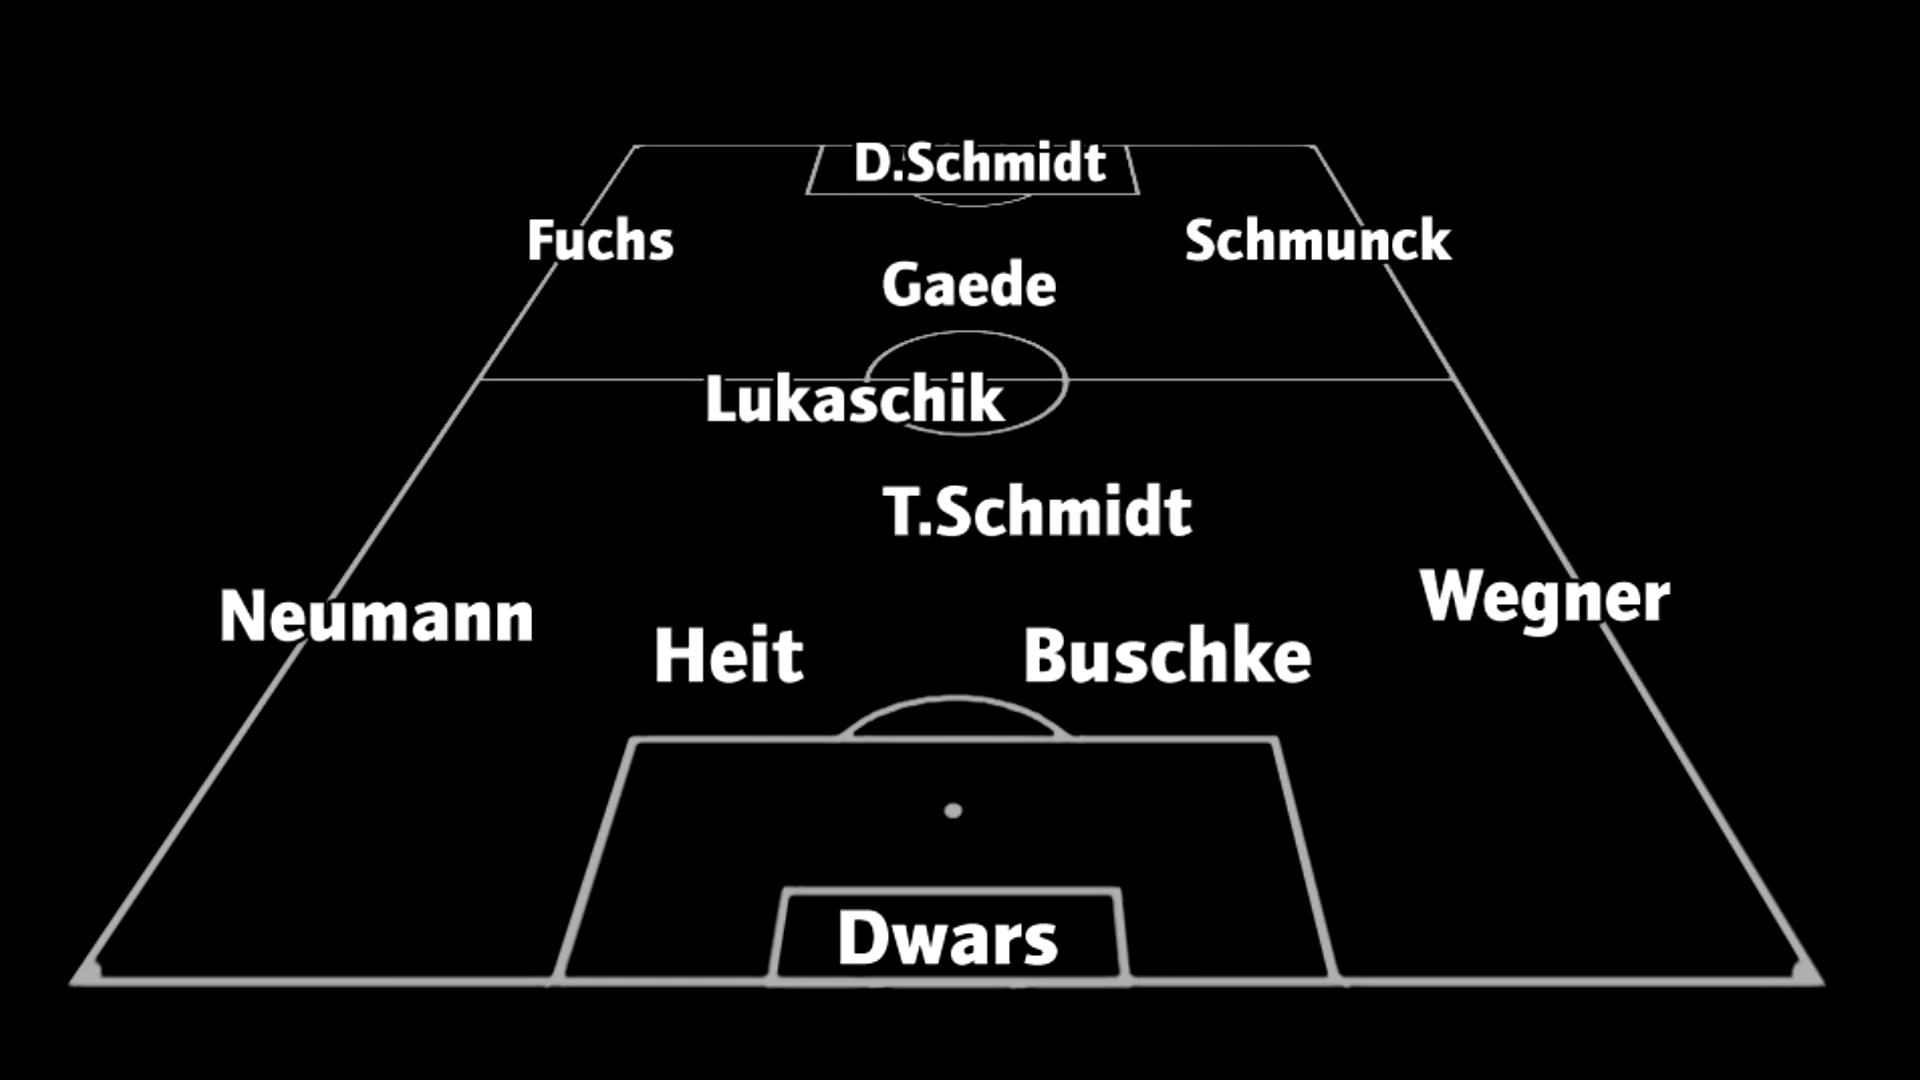 D.Schmidt
Fuchs
Schmunck
Gaede
Lukaschik
T.Schmidt
Neumann
Wegner
Heit
Buschke
Dwars